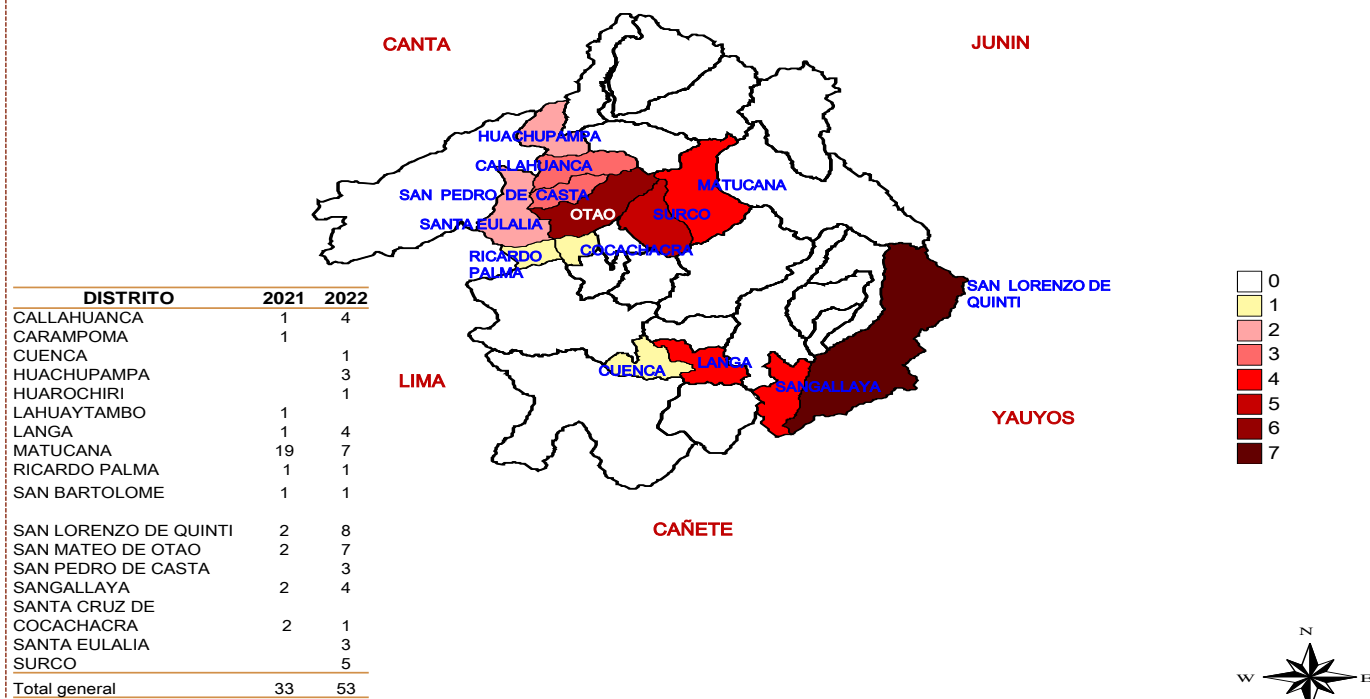 CANTA
JUNIN
HUACHUPAMPA
CALLAHUANCA
MATUCANA
SAN PEDRO DE CASTA
OTAO
SURCO
SANTA EULALIA
COCACHACRA
RICARDO
PALMA
SAN LORENZO DE
QUINTI
LIMA
CUENCA
LANGA
SANGALLAYA
YAUYOS
CAÑETE
0
1
2
3
4
5
6
7
DISTRITO 2021 2022
CALLAHUANCA 1 4
CARAMPOMA 1
CUENCA 1
HUACHUPAMPA 3
HUAROCHIRI 1
LAHUAYTAMBO 1
LANGA 1 4
MATUCANA 19 7
RICARDO PALMA 1 1
SAN BARTOLOME 1 1
SAN LORENZO DE QUINTI 2 8
SAN MATEO DE OTAO 2 7
SAN PEDRO DE CASTA 3
SANGALLAYA 2 4
SANTA CRUZ DE
COCACHACRA 2 1
SANTA EULALIA 3
SURCO 5
Total general 33 53
N
W E